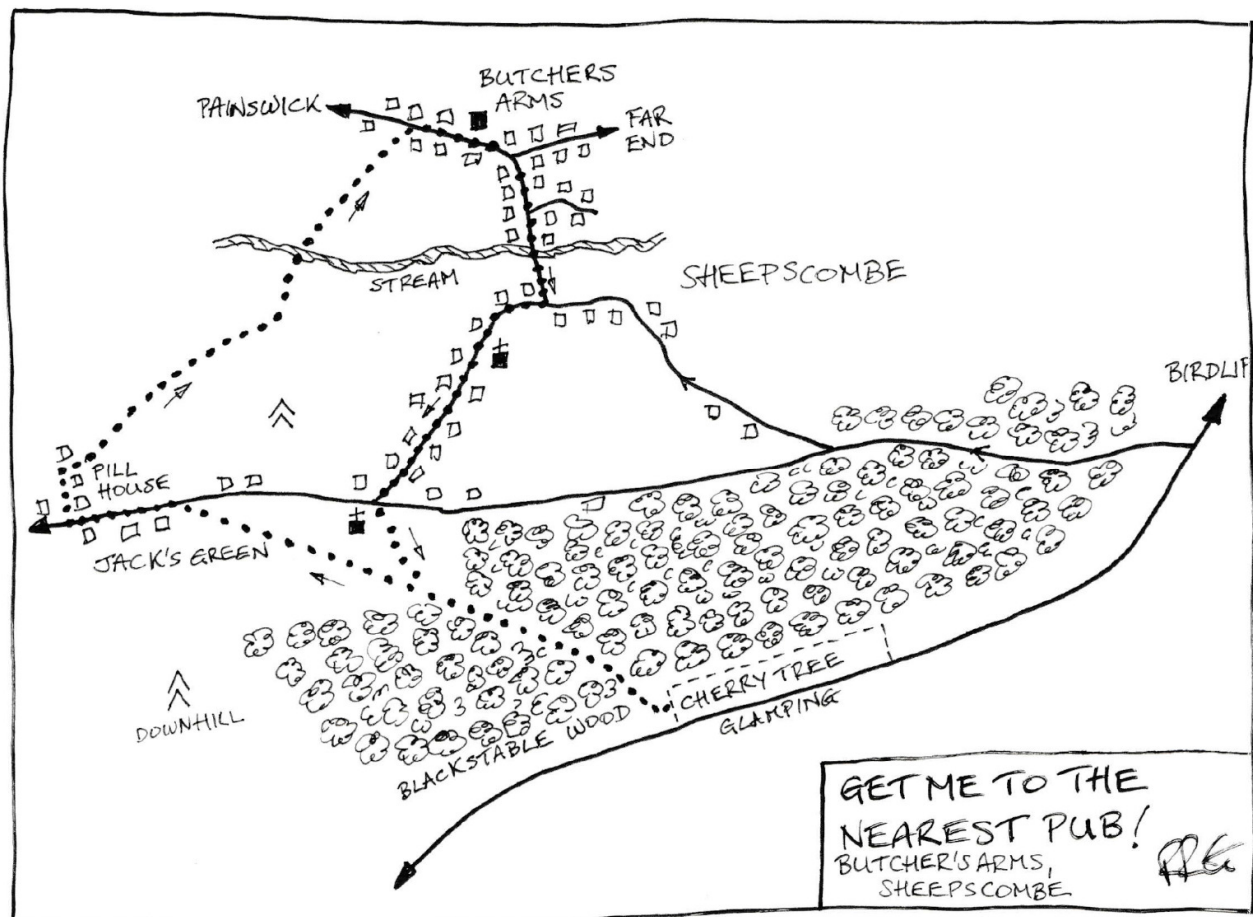 BUTCHERS
ARMS
PAINSWICK
FAR
END
STREAM
SHEEPSCOMBE
BIRDLIP
PILL
HOUSE
JACK'S GREEN
DOWNHILL
BLACKSTABLE WOOD
CHERRY TREE
GLAMPING
GET ME TO THE
NEAREST PUB!
BUTCHER'S ARMS,
SHEEPSCOMBE